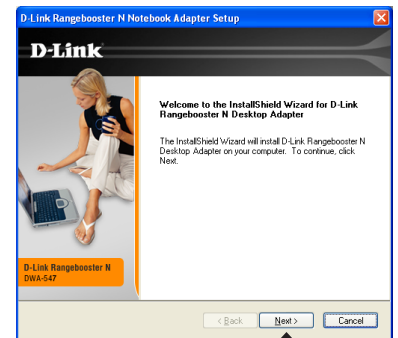 D-Link Rangebooster N Notebook Adapter Setup
D-Link
Welcome to the InstallShield Wizard for D-Link
Rangebooster N Desktop Adapter
The InstallShield Wizard will install D-Link Rangebooster N
Desktop Adapter on your computer. To continue, click
Next.
D-Link Rangebooster N
DWA-547
< Back
Next >
Cancel